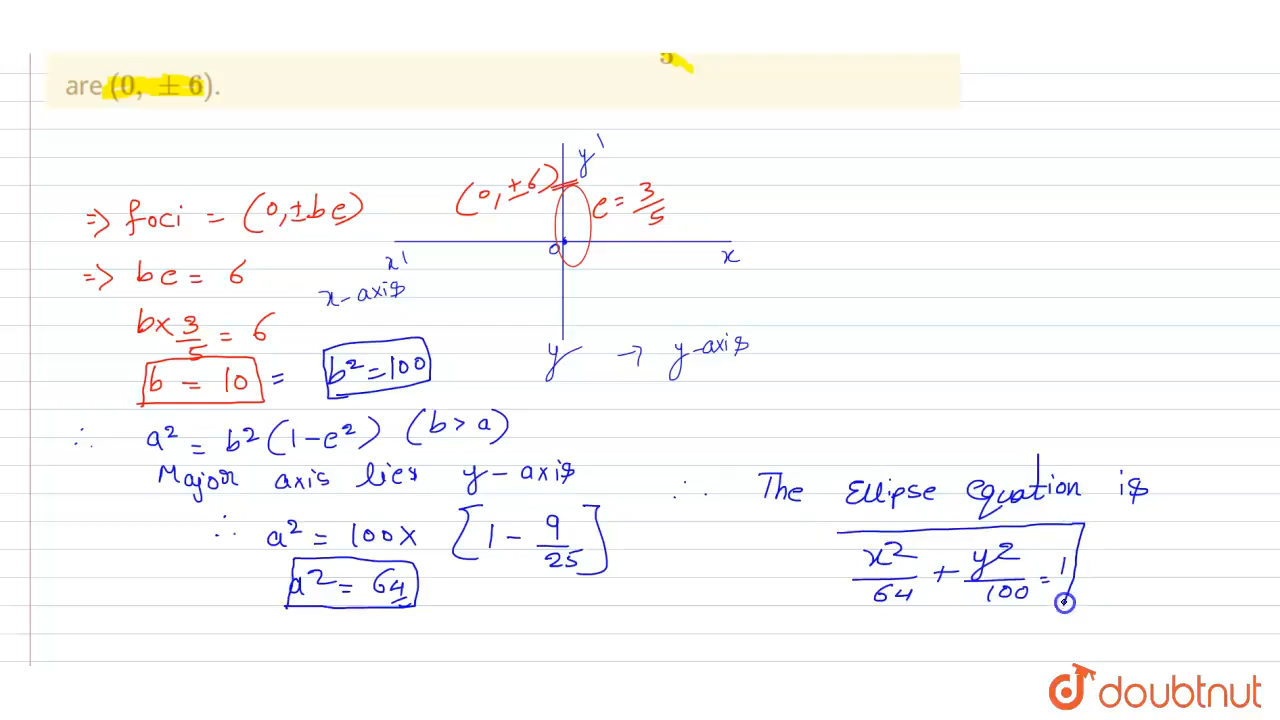 5
are (0, ± 6).
y'
(0, ±6)
e = 3/5
=> foci = (0, ±be)
0
x'
x
=> be = 6
x-axis
b× 3/5 = 6
y → y-axis
b = 10 = b² = 100
∴ a² = b²(1-e²) (b > a)
Major axis lies y-axis
∴ The Ellipse equation is
∴ a² = 100× [1 - 9/25]
x²/64 + y²/100 = 1
a² = 64
doubtnut